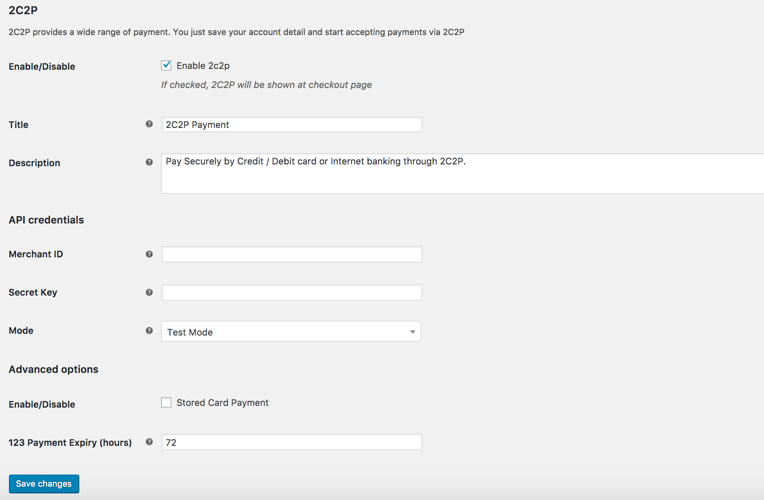 2C2P
2C2P provides a wide range of payment. You just save your account detail and start accepting payments via 2C2P
Enable/Disable
Enable 2c2p
If checked, 2C2P will be shown at checkout page
Title
2C2P Payment
Description
Pay Securely by Credit / Debit card or Internet banking through 2C2P.
API credentials
Merchant ID
Secret Key
Mode
Test Mode
Advanced options
Enable/Disable
Stored Card Payment
123 Payment Expiry (hours)
72
Save changes